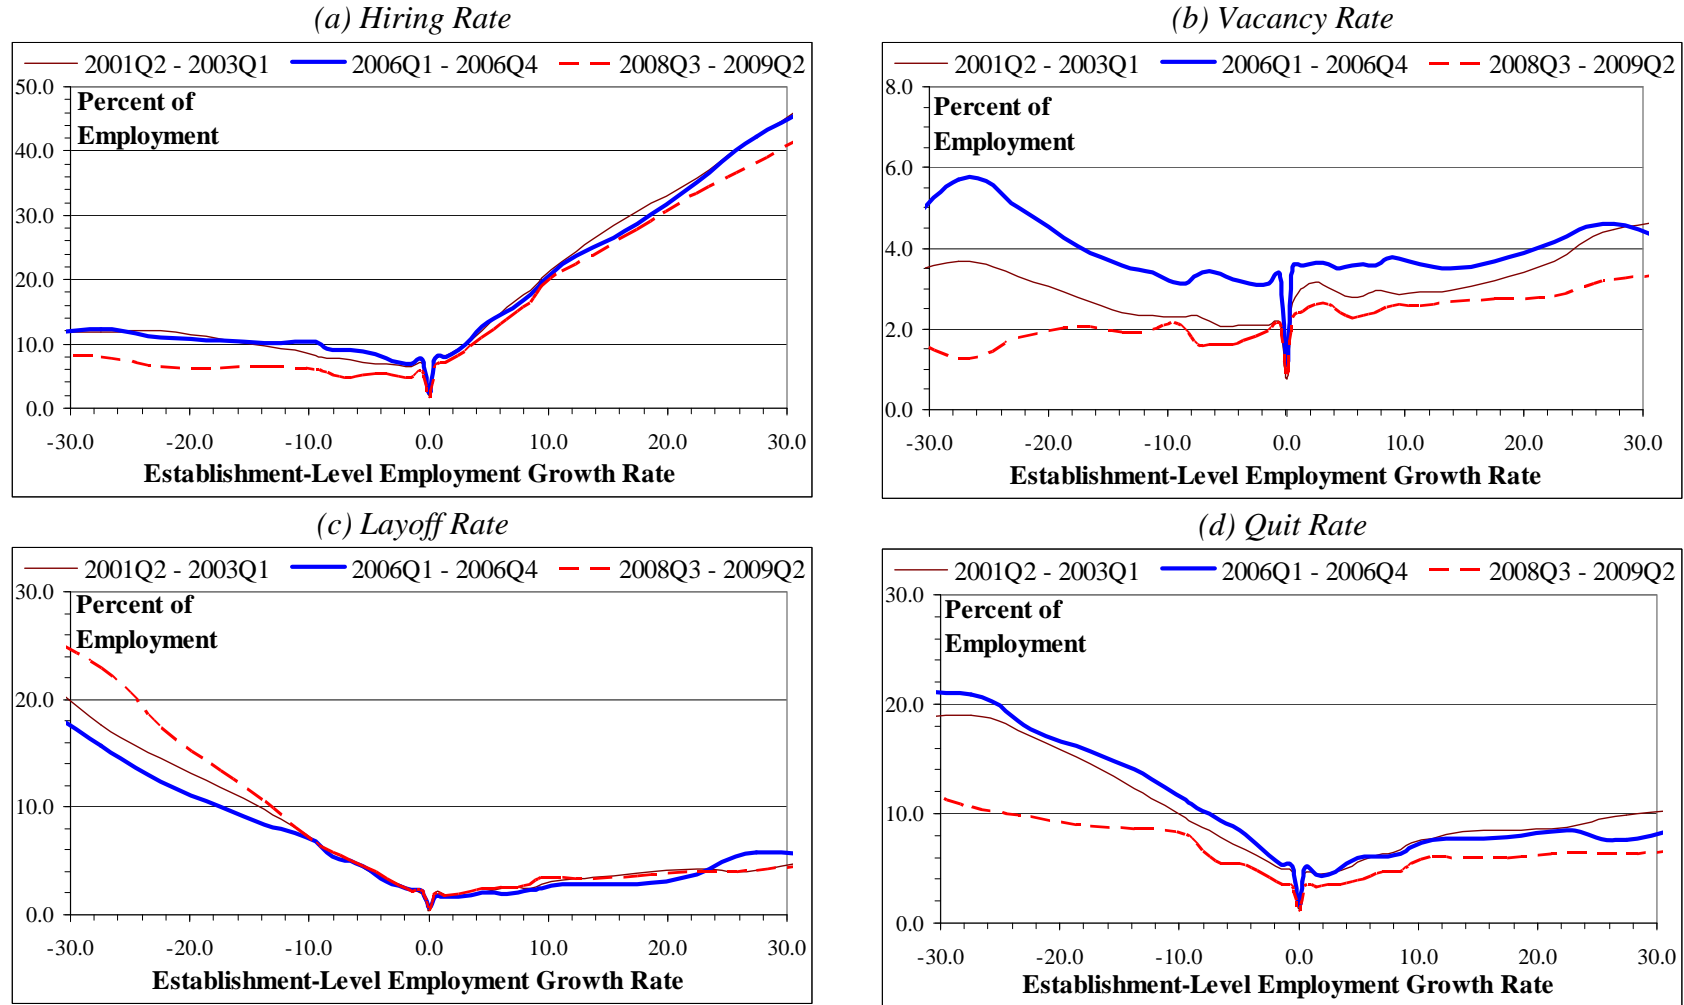 (a) Hiring Rate
2001Q2 - 2003Q1 2006Q1 - 2006Q4 2008Q3 - 2009Q2
Percent of
Employment
50.0
40.0
30.0
20.0
10.0
0.0
-30.0 -20.0 -10.0 0.0 10.0 20.0 30.0
Establishment-Level Employment Growth Rate
(b) Vacancy Rate
2001Q2 - 2003Q1 2006Q1 - 2006Q4 2008Q3 - 2009Q2
Percent of
Employment
8.0
6.0
4.0
2.0
0.0
-30.0 -20.0 -10.0 0.0 10.0 20.0 30.0
Establishment-Level Employment Growth Rate
(c) Layoff Rate
2001Q2 - 2003Q1 2006Q1 - 2006Q4 2008Q3 - 2009Q2
Percent of
Employment
30.0
20.0
10.0
0.0
-30.0 -20.0 -10.0 0.0 10.0 20.0 30.0
Establishment-Level Employment Growth Rate
(d) Quit Rate
2001Q2 - 2003Q1 2006Q1 - 2006Q4 2008Q3 - 2009Q2
Percent of
Employment
30.0
20.0
10.0
0.0
-30.0 -20.0 -10.0 0.0 10.0 20.0 30.0
Establishment-Level Employment Growth Rate